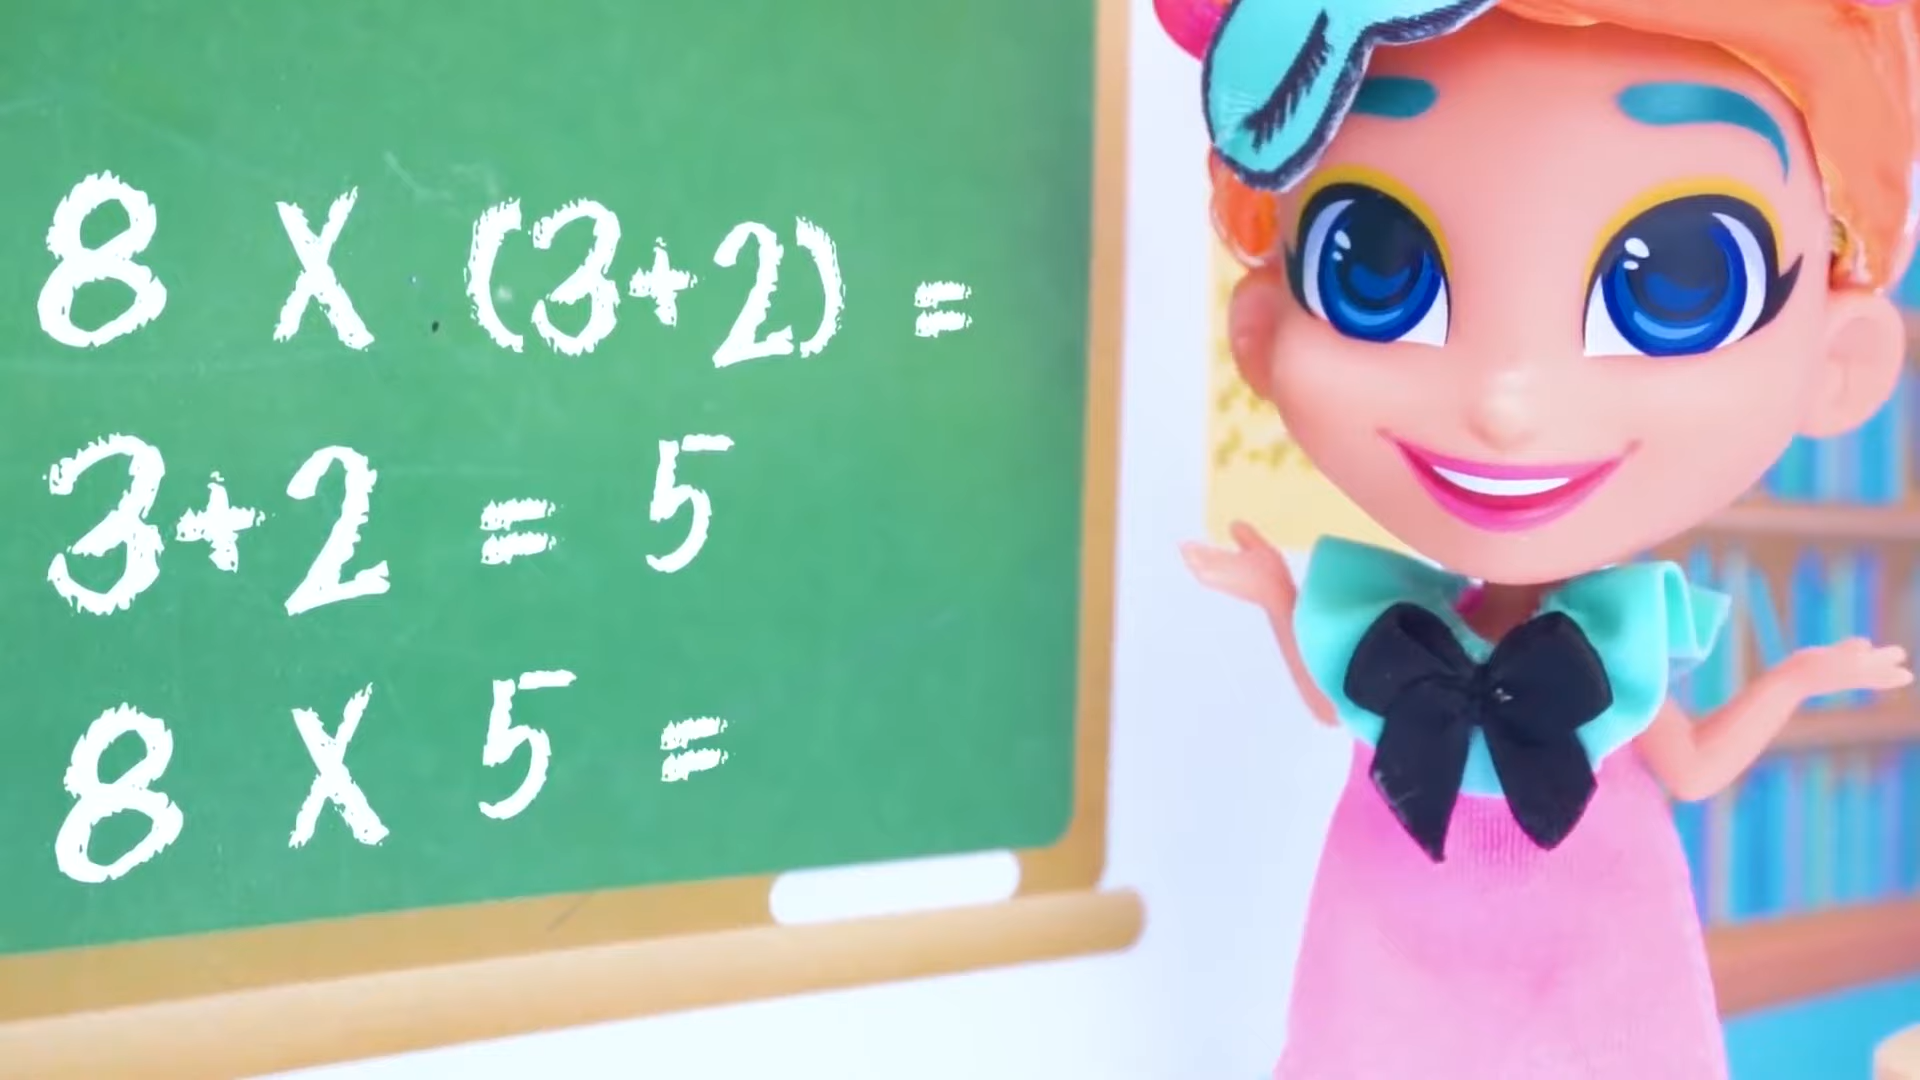 8 X (3+2) =
3+2 = 5
8 X 5 =